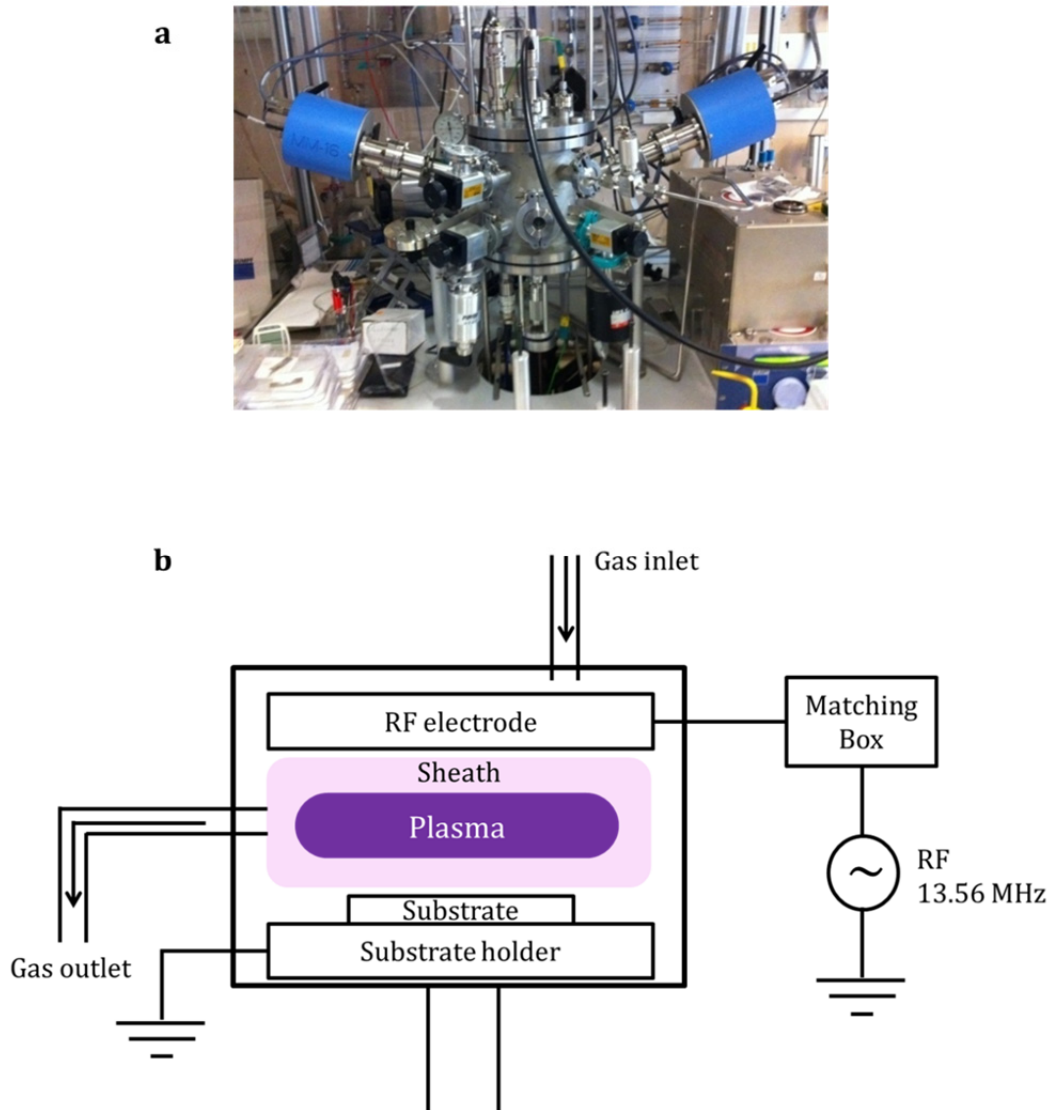 a
MM-16
b
Gas inlet
RF electrode
Matching
Box
Sheath
Plasma
RF
13.56 MHz
Substrate
Substrate holder
Gas outlet